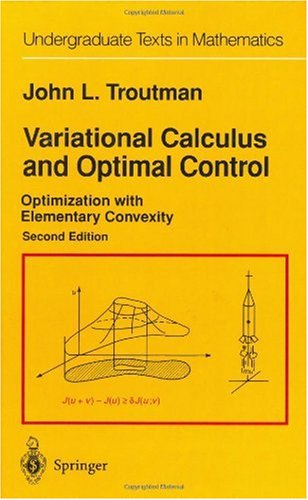 Undergraduate Texts in Mathematics
John L. Troutman
Variational Calculus
and Optimal Control
Optimization with
Elementary Convexity
Second Edition
u
J(u + v) − J(u) ≥ δJ(u;v)
Springer